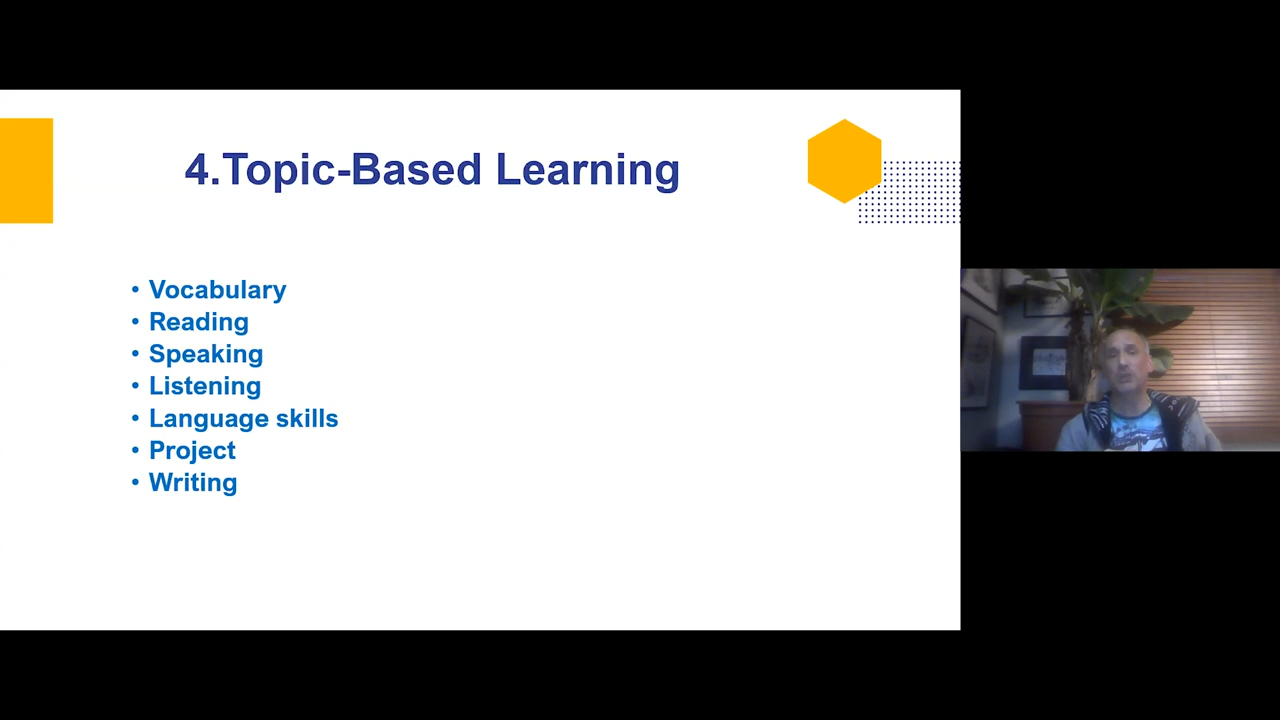 4.Topic-Based Learning
• Vocabulary
• Reading
• Speaking
• Listening
• Language skills
• Project
• Writing